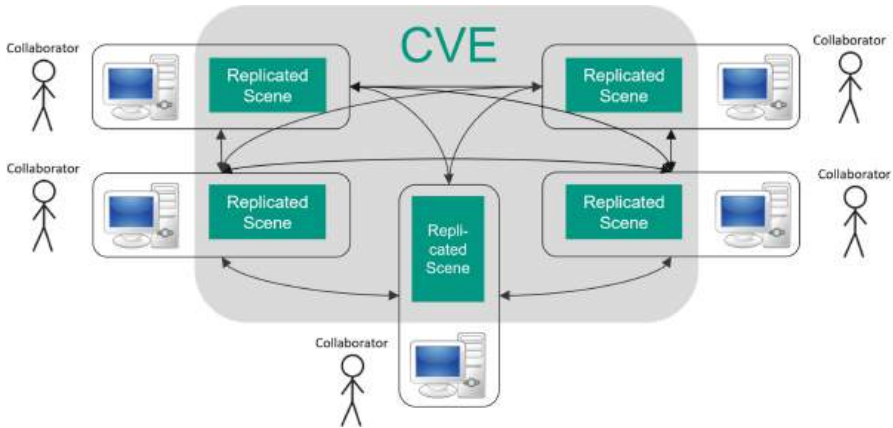 CVE
Collaborator
Replicated
Scene
Replicated
Scene
Collaborator
Collaborator
Replicated
Scene
Repli-
cated
Scene
Replicated
Scene
Collaborator
Collaborator